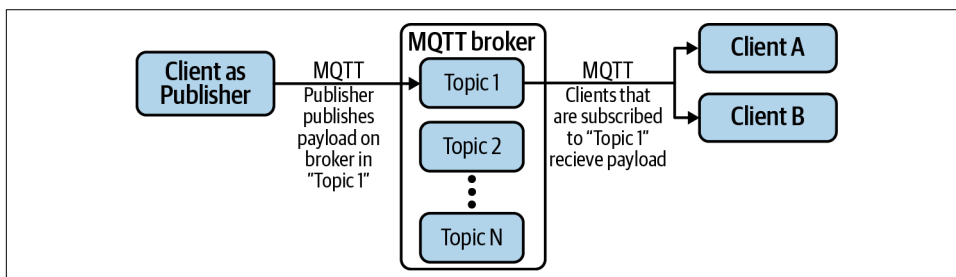 Client as
Publisher
MQTT
Publisher
publishes
payload on
broker in
"Topic 1"
MQTT broker
Topic 1
Topic 2
Topic N
MQTT
Clients that
are subscribed
to “Topic 1”
recieve payload
Client A
Client B